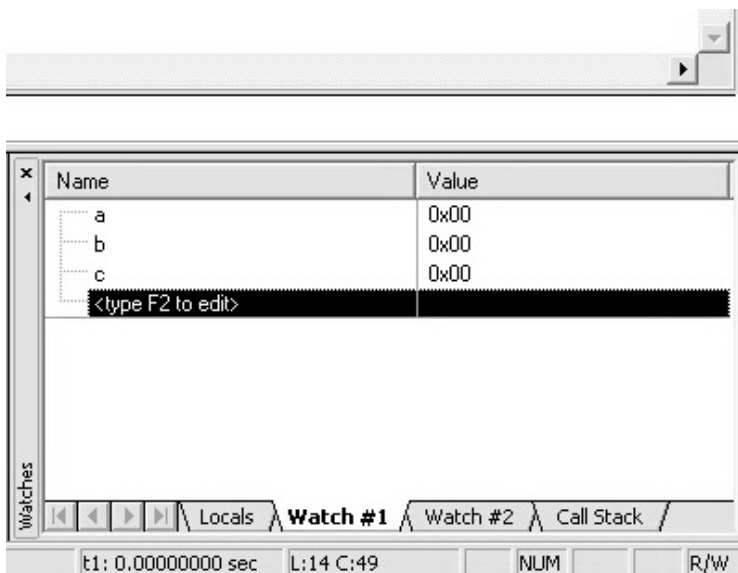 Name Value
a 0x00
b 0x00
c 0x00
<type F2 to edit>
Watches
Locals Watch #1 Watch #2 Call Stack
t1: 0.00000000 sec L:14 C:49 NUM R/W